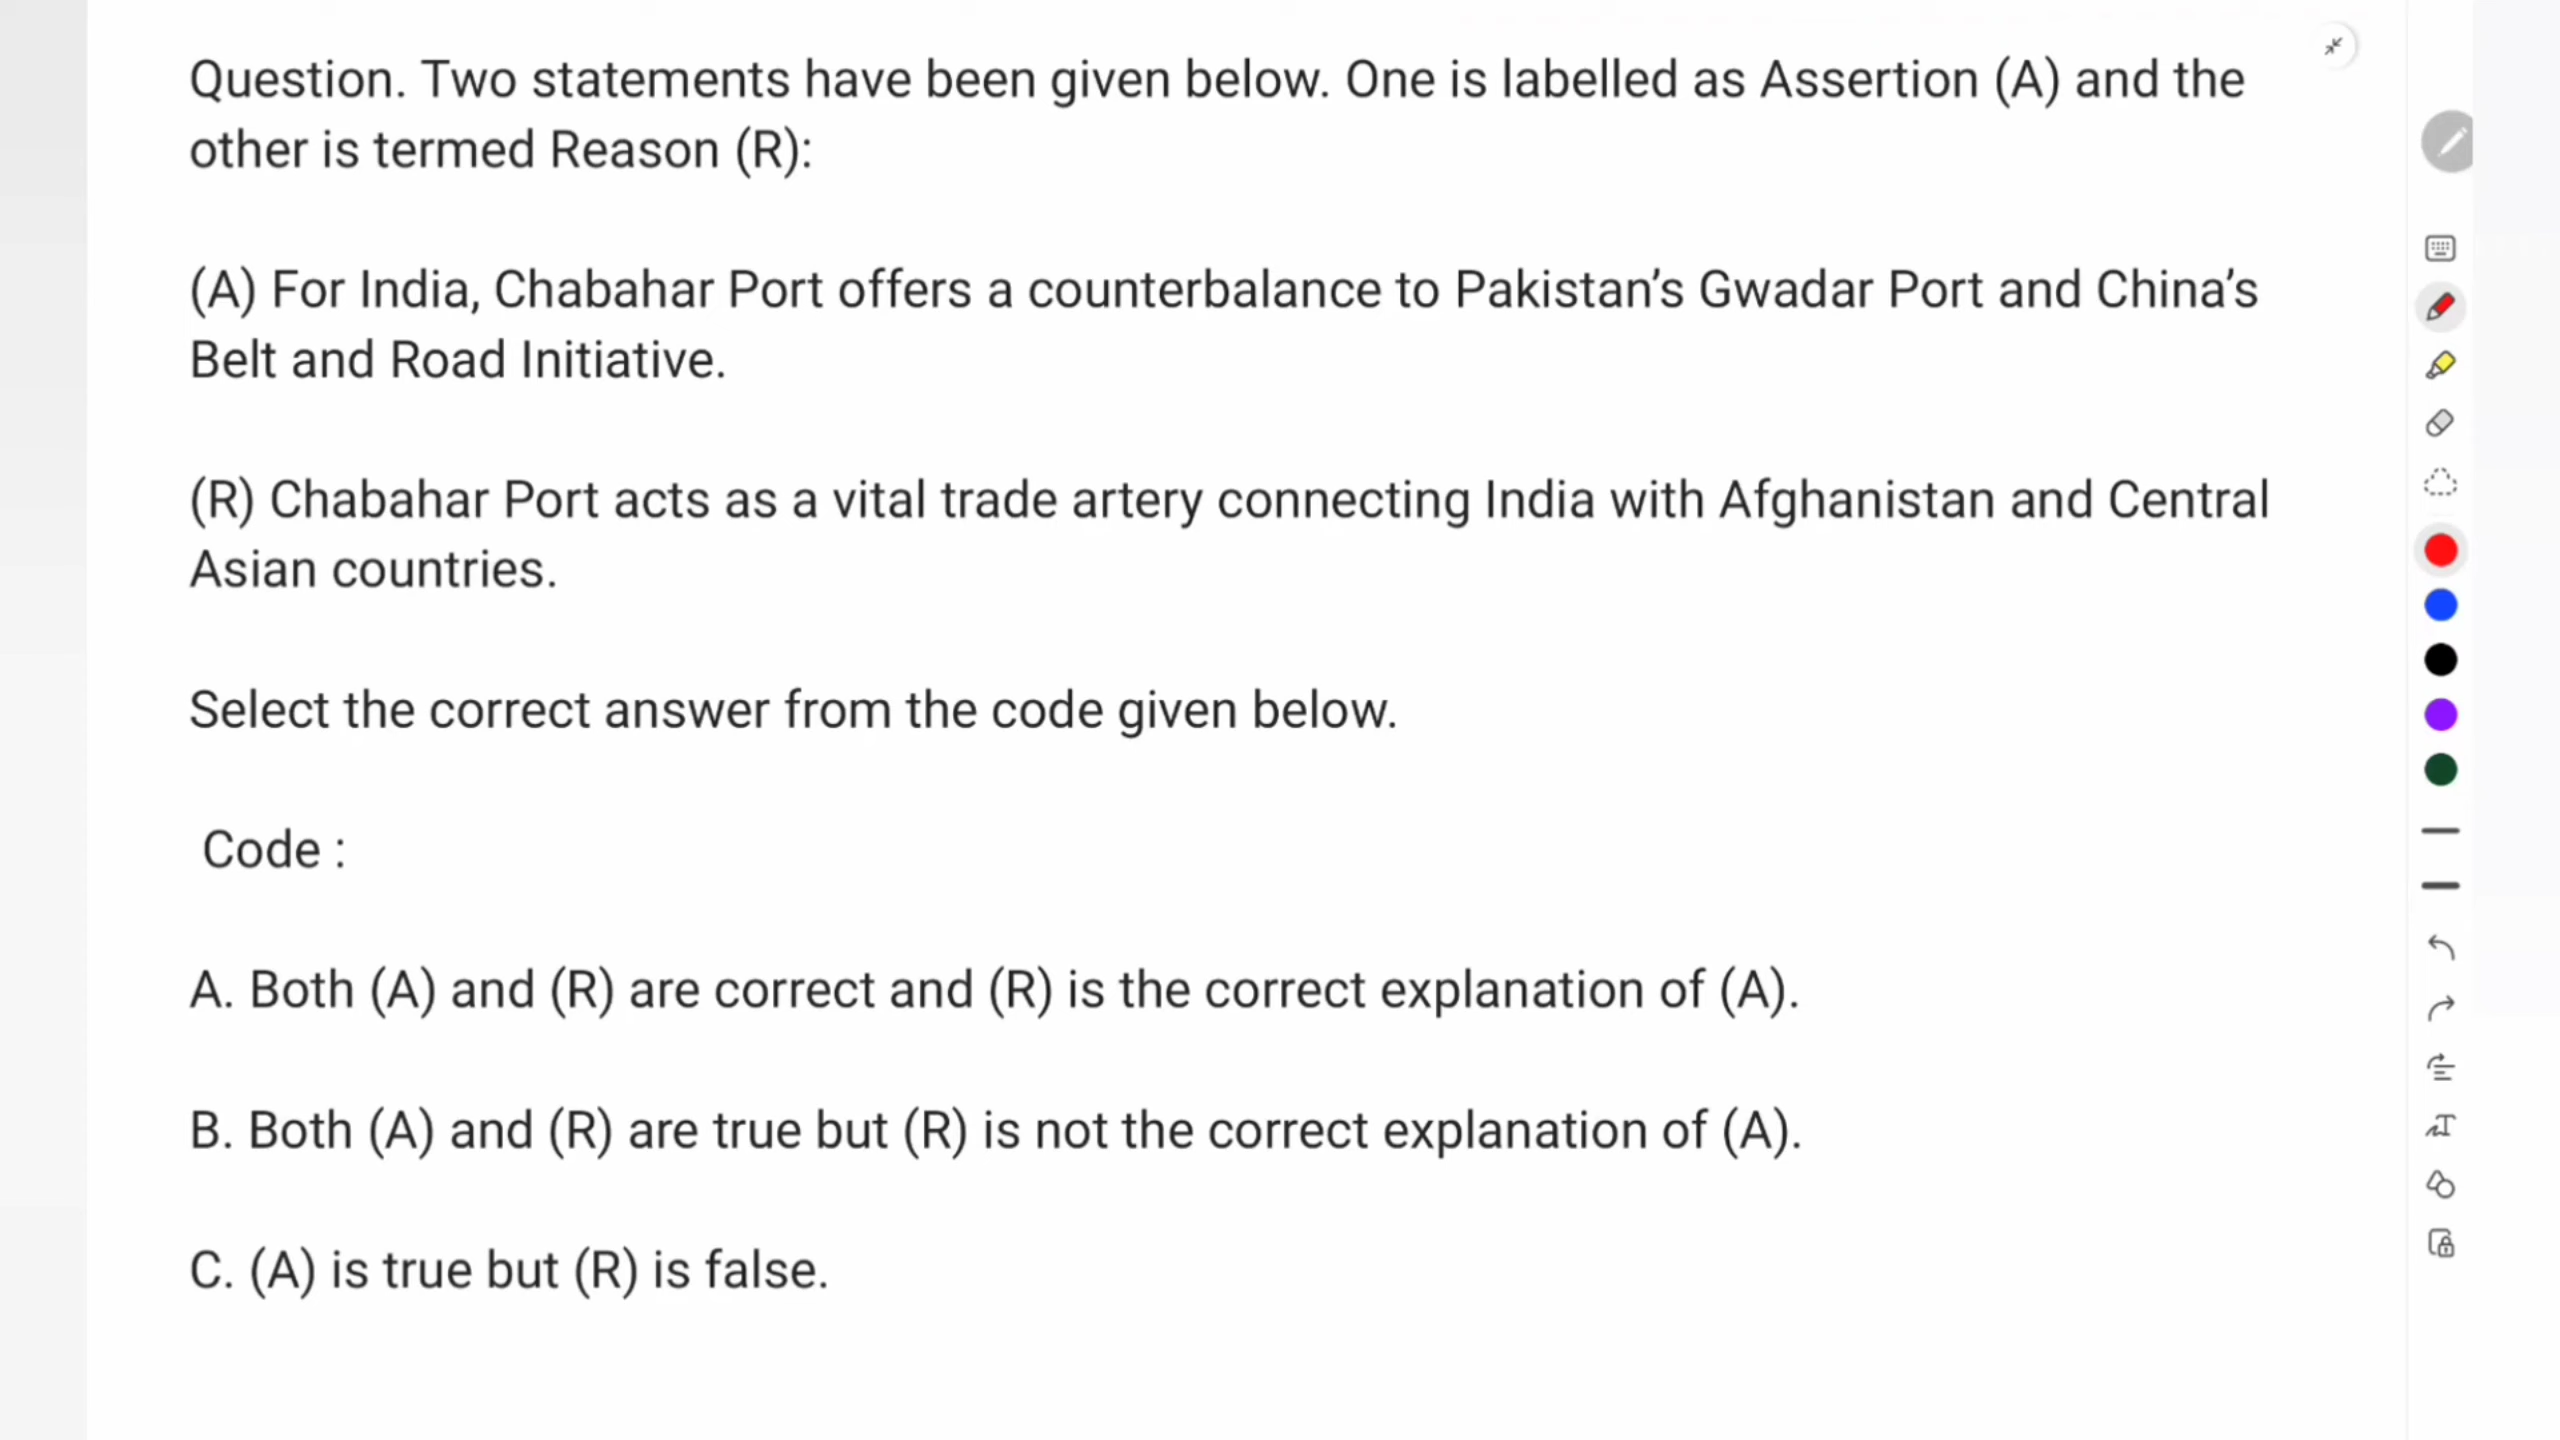 Question. Two statements have been given below. One is labelled as Assertion (A) and the
other is termed Reason (R):
(A) For India, Chabahar Port offers a counterbalance to Pakistan’s Gwadar Port and China’s
Belt and Road Initiative.
(R) Chabahar Port acts as a vital trade artery connecting India with Afghanistan and Central
Asian countries.
Select the correct answer from the code given below.
Code :
A. Both (A) and (R) are correct and (R) is the correct explanation of (A).
B. Both (A) and (R) are true but (R) is not the correct explanation of (A).
C. (A) is true but (R) is false.